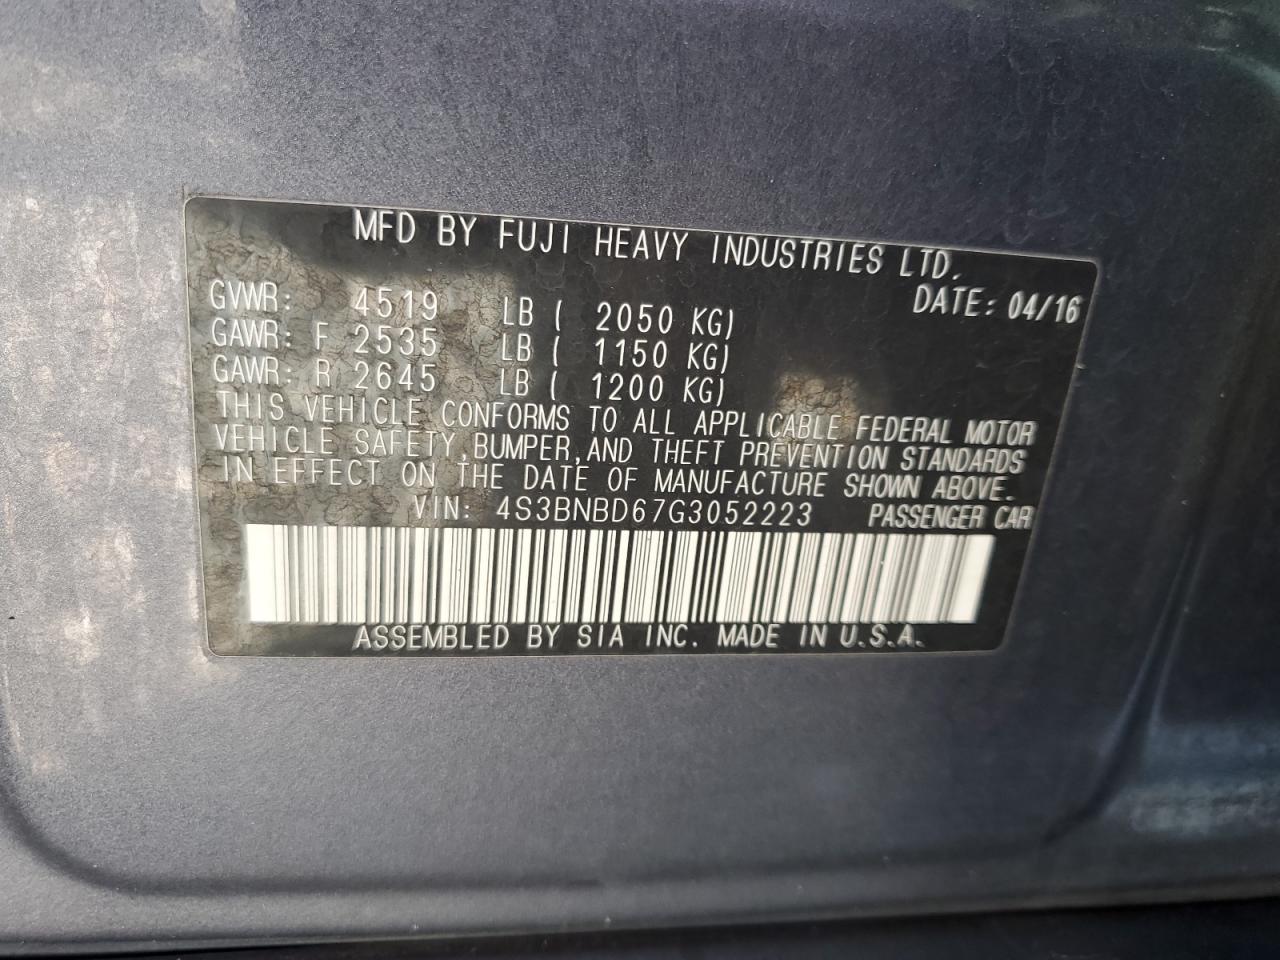 MFD BY FUJI HEAVY INDUSTRIES LTD.
DATE: 04/16
GVWR: 4519 LB ( 2050 KG)
GAWR: F 2535 LB ( 1150 KG)
GAWR: R 2645 LB ( 1200 KG)
THIS VEHICLE CONFORMS TO ALL APPLICABLE FEDERAL MOTOR
VEHICLE SAFETY,BUMPER,AND THEFT PREVENTION STANDARDS
IN EFFECT ON THE DATE OF MANUFACTURE SHOWN ABOVE.
VIN: 4S3BNBD67G3052223 PASSENGER CAR
ASSEMBLED BY SIA INC. MADE IN U.S.A.